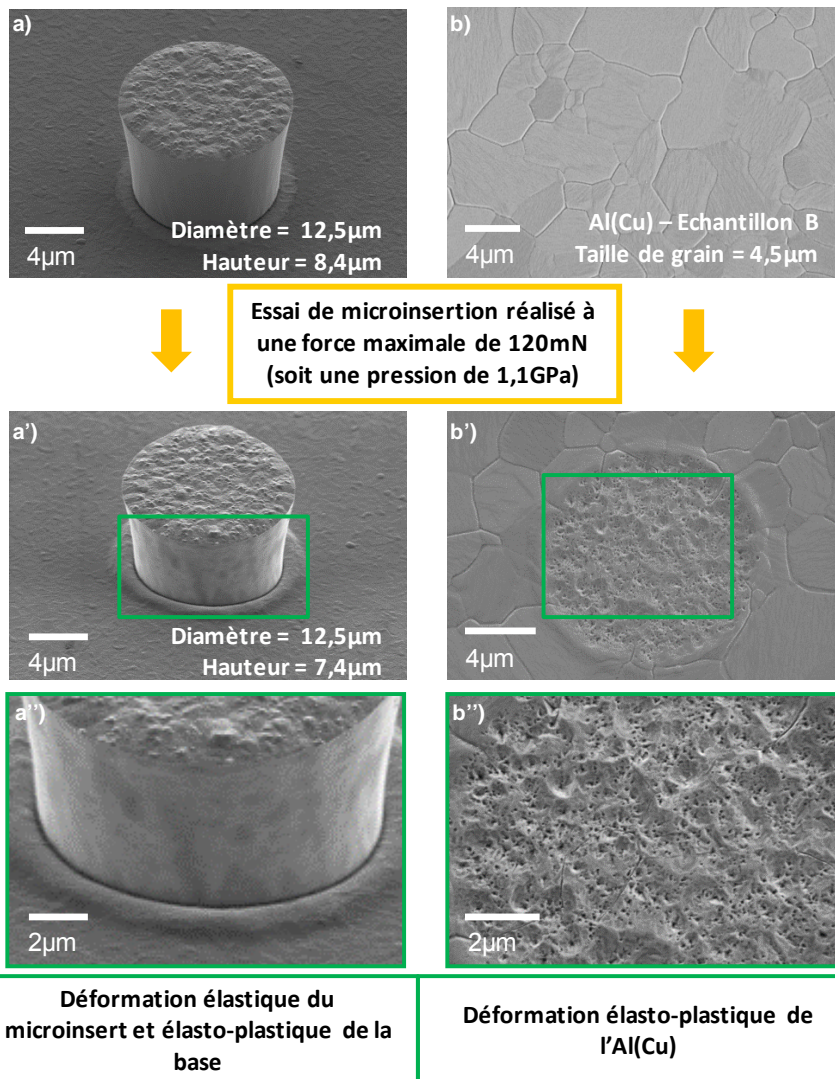 a)
4µm
Diamètre = 12,5µm
Hauteur = 8,4µm
b)
4µm
Al(Cu) – Echantillon B
Taille de grain = 4,5µm
Essai de microinsertion réalisé à
une force maximale de 120mN
(soit une pression de 1,1GPa)
a')
4µm
Diamètre = 12,5µm
Hauteur = 7,4µm
b')
4µm
a'')
2µm
b'')
2µm
Déformation élastique du
microinsert et élasto-plastique de la
base
Déformation élasto-plastique de
l'Al(Cu)